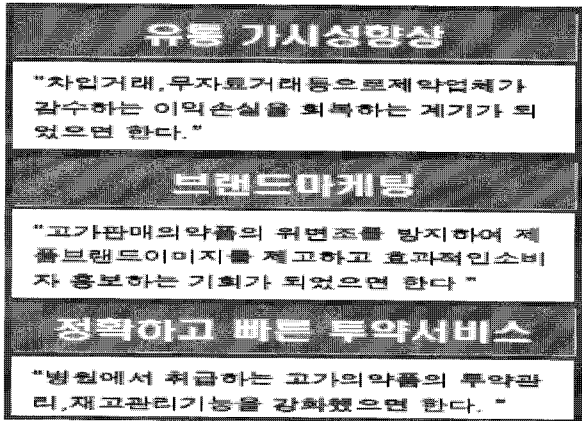 유통 가시성향상
"차입거래,무자료거래등으로제약업체가
감수하는 이익손실을 회복하는 계기가 되
었으면 한다."
브랜드마케팅
"고가판매의약품의 위변조를 방지하여 제
품브랜드이미지를 제고하고 효과적인소비
자 홍보하는 기회가 되었으면 한다 "
정확하고 빠른 투약서비스
"병원에서 취급하는 고가의약품의 투약관
리,재고관리기능을 강화했으면 한다. "